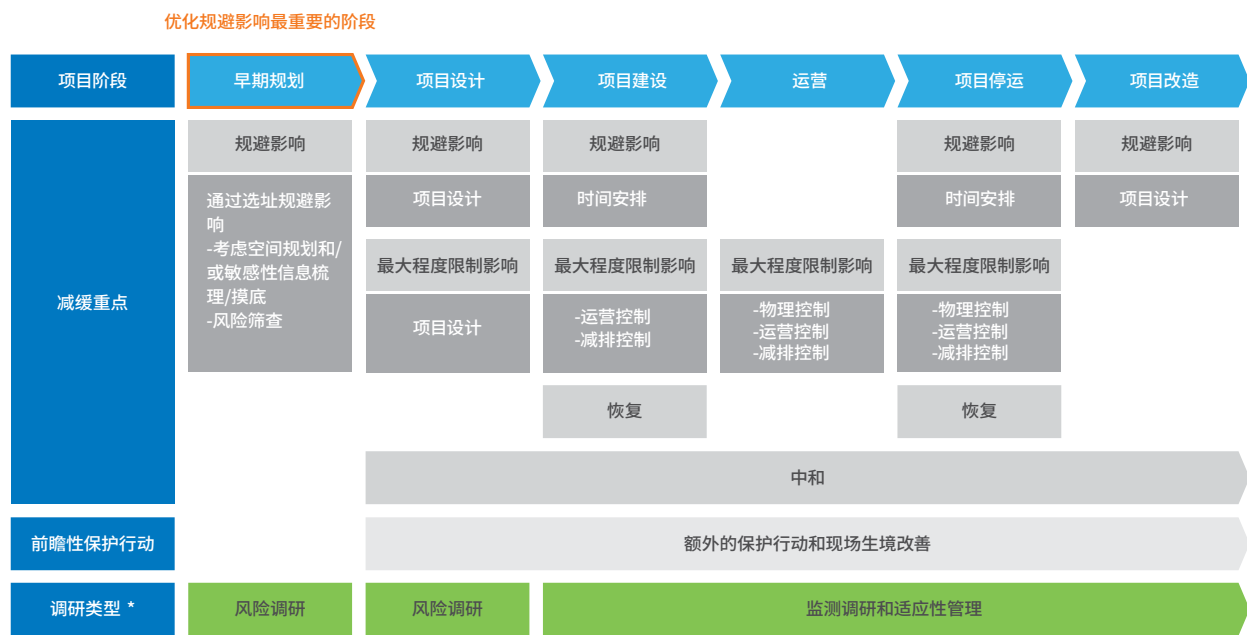 优化规避影响最重要的阶段
项目阶段
早期规划
项目设计
项目建设
运营
项目停运
项目改造
减缓重点
规避影响
通过选址规避影
响
-考虑空间规划和/
或敏感性信息梳
理/摸底
-风险筛查
规避影响
项目设计
最大程度限制影响
项目设计
规避影响
时间安排
最大程度限制影响
-运营控制
-减排控制
恢复
最大程度限制影响
-物理控制
-运营控制
-减排控制
规避影响
时间安排
最大程度限制影响
-物理控制
-运营控制
-减排控制
恢复
规避影响
项目设计
中和
前瞻性保护行动
额外的保护行动和现场生境改善
调研类型 *
风险调研
风险调研
监测调研和适应性管理